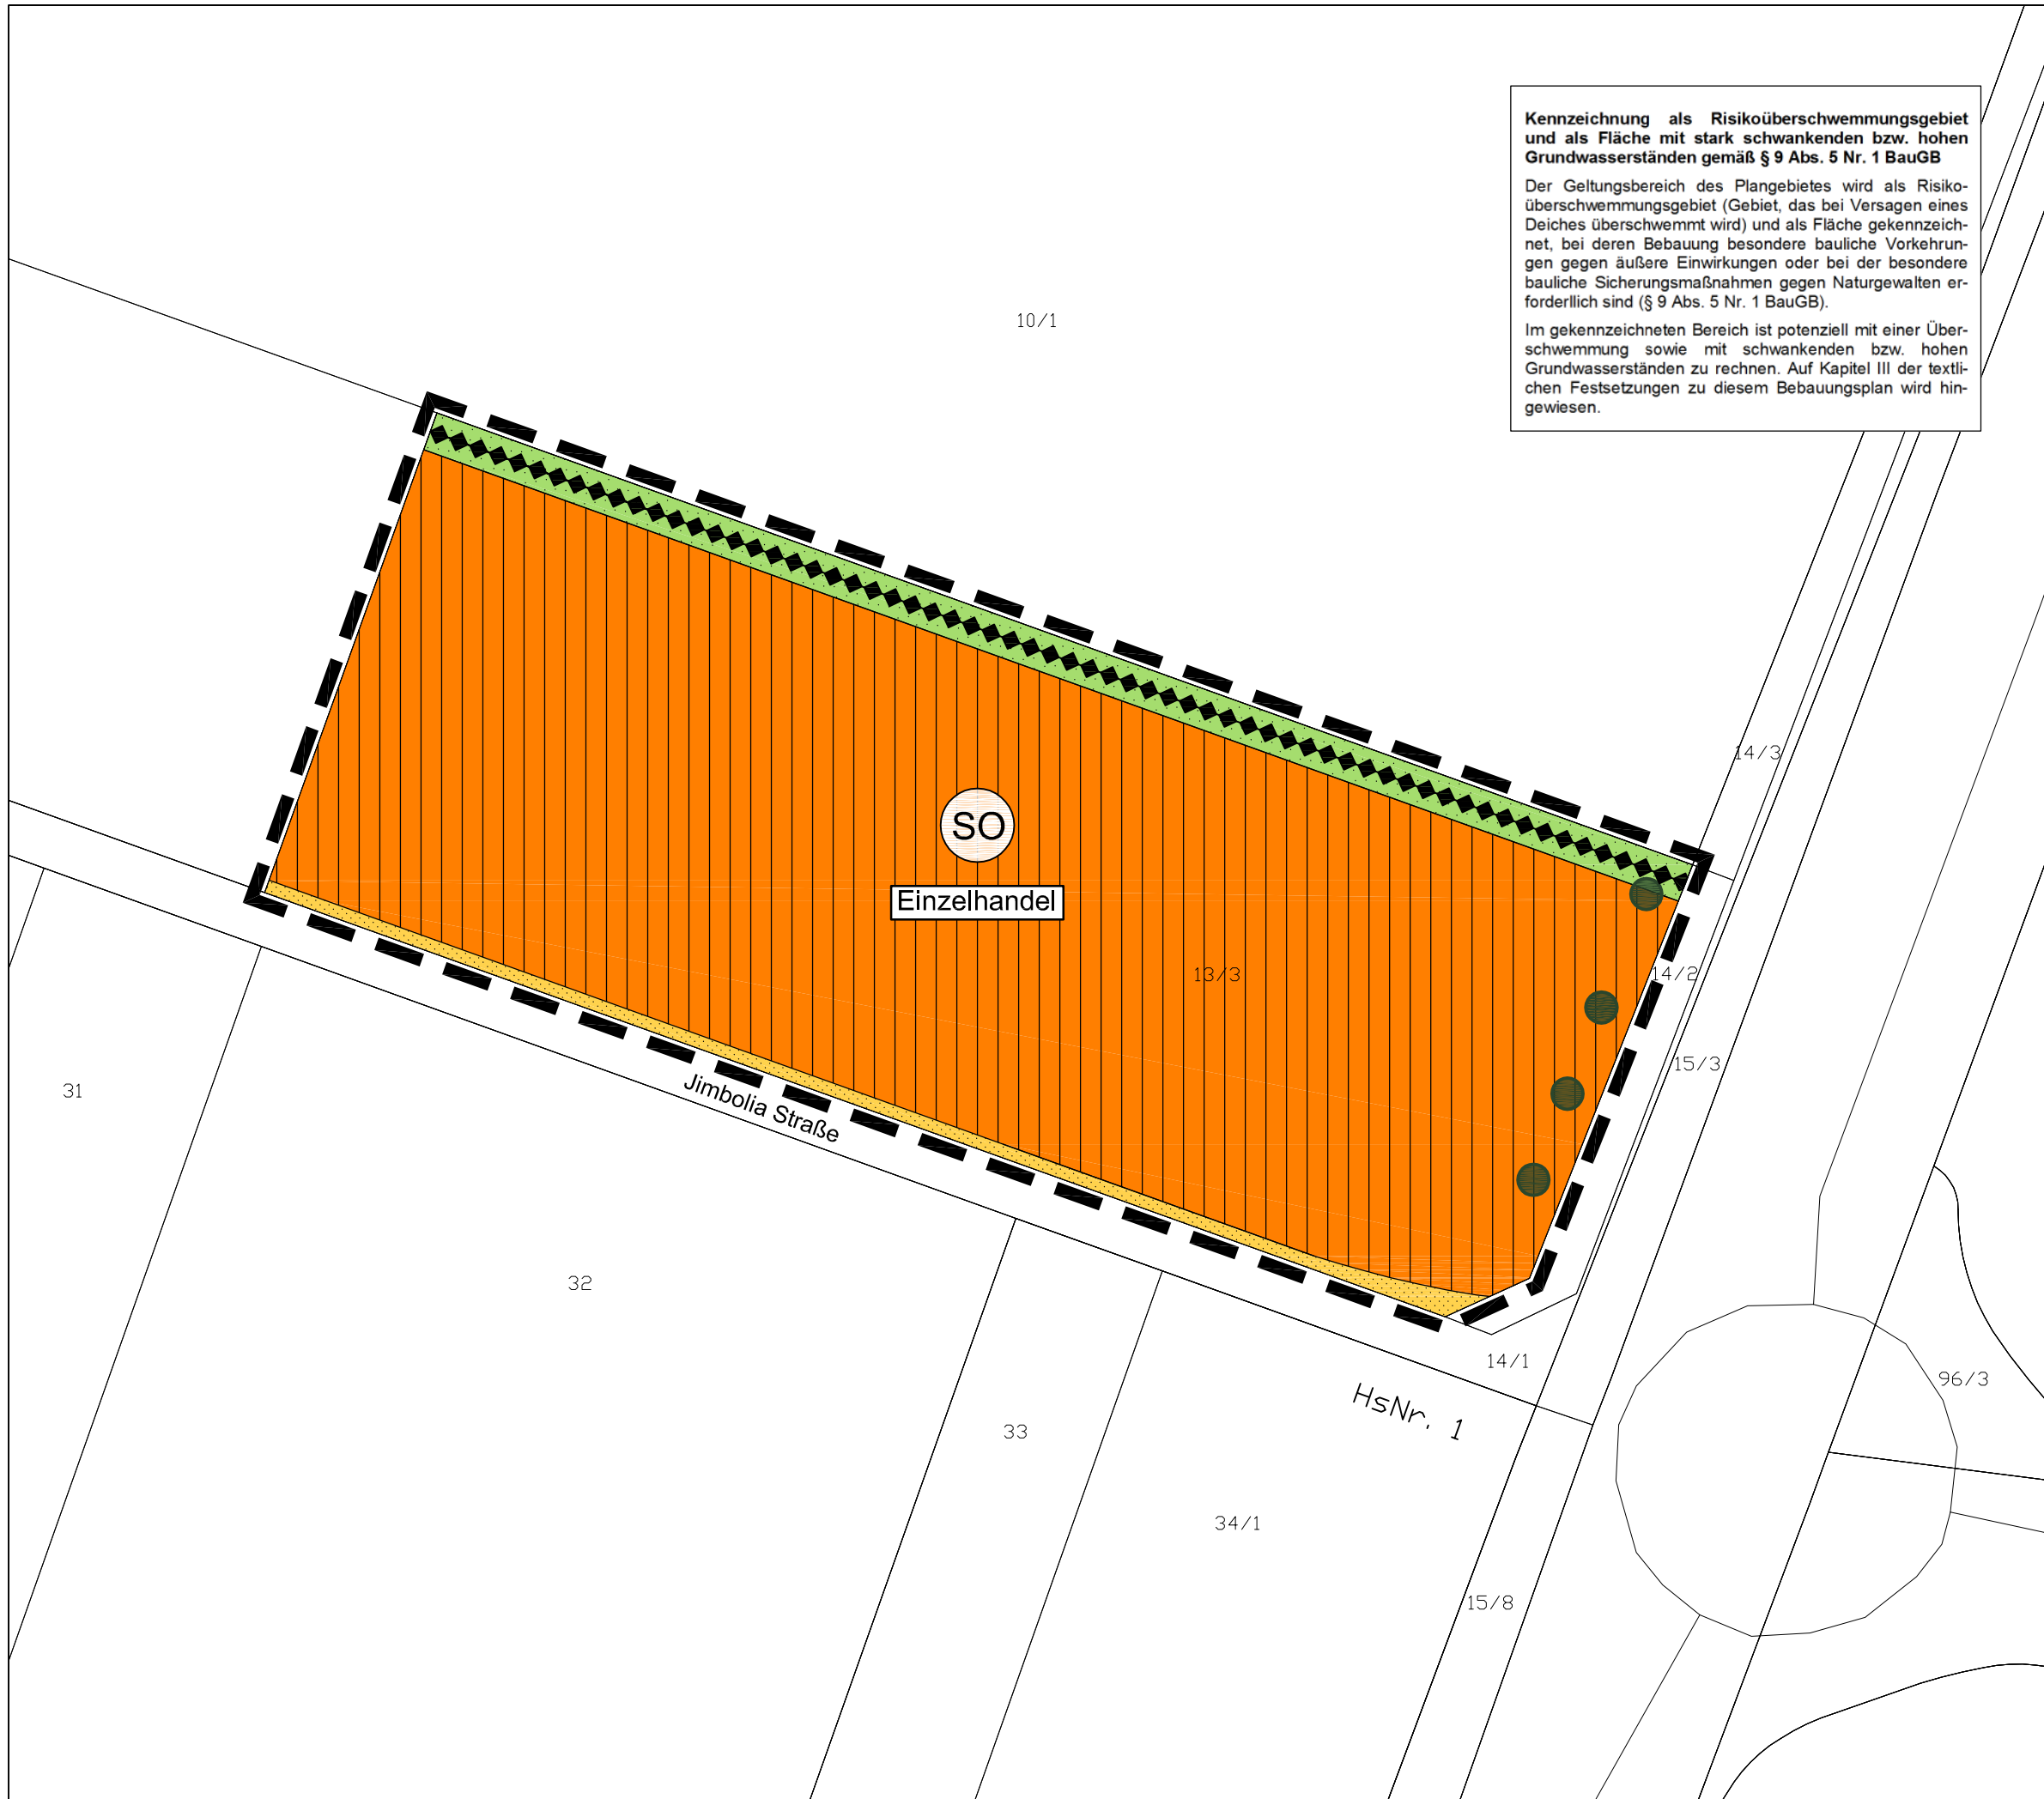 Kennzeichnung als Risikoüberschwemmungsgebiet
und als Fläche mit stark schwankenden bzw. hohen
Grundwasserständen gemäß § 9 Abs. 5 Nr. 1 BauGB
Der Geltungsbereich des Plangebietes wird als Risiko-
überschwemmungsgebiet (Gebiet, das bei Versagen eines
Deiches überschwemmt wird) und als Fläche gekennzeich-
net, bei deren Bebauung besondere bauliche Vorkehrun-
gen gegen äußere Einwirkungen oder bei der besondere
bauliche Sicherungsmaßnahmen gegen Naturgewalten er-
forderllich sind (§ 9 Abs. 5 Nr. 1 BauGB).
Im gekennzeichneten Bereich ist potenziell mit einer Über-
schwemmung sowie mit schwankenden bzw. hohen
Grundwasserständen zu rechnen. Auf Kapitel III der textli-
chen Festsetzungen zu diesem Bebauungsplan wird hin-
gewiesen.
10/1
14/3
SO
Einzelhandel
13/3
14/2
15/3
31
Jimbolia Straße
32
14/1
96/3
HsNr. 1
33
34/1
15/8